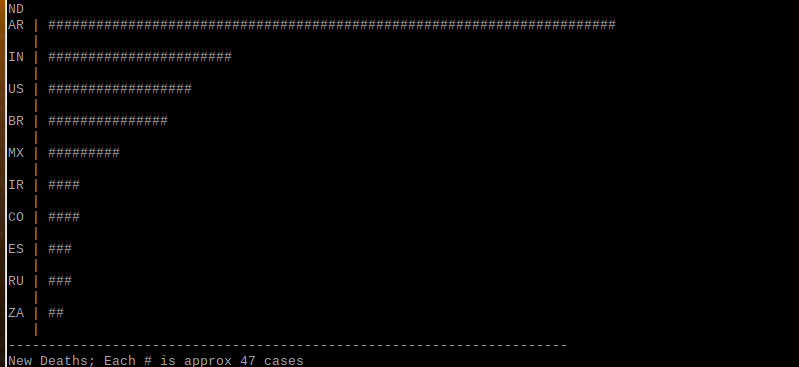 ND
AR | #######################################################################
   |
IN | #######################
   |
US | ##################
   |
BR | ###############
   |
MX | #########
   |
IR | ####
   |
CO | ####
   |
ES | ###
   |
RU | ###
   |
ZA | ##
   |
----------------------------------------------------------------------
New Deaths; Each # is approx 47 cases